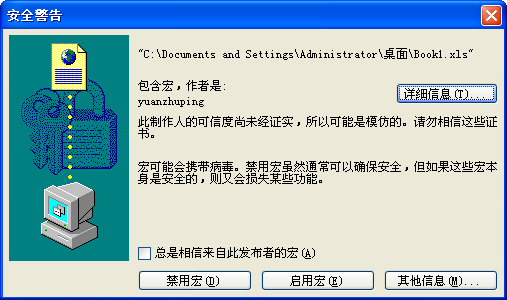 安全警告
"C:\Documents and Settings\Administrator\桌面\Book1.xls"
包含宏，作者是:
yuanzhuping
详细信息(T)...
此制作人的可信度尚未经证实，所以可能是模仿的。请勿相信这些证
书。
宏可能会携带病毒。禁用宏虽然通常可以确保安全，但如果这些宏本
身是安全的，则又会损失某些功能。
总是相信来自此发布者的宏(A)
禁用宏(D)
启用宏(E)
其他信息(M)...